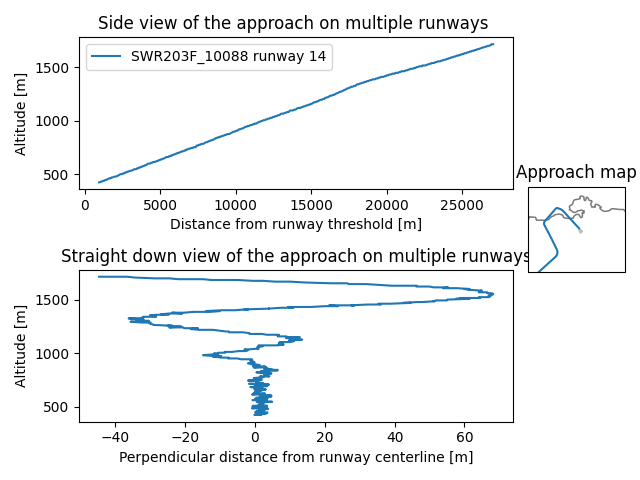 Side view of the approach on multiple runways
Altitude [m]
1500
1000
500
SWR203F_10088 runway 14
0
5000
10000
15000
20000
25000
Distance from runway threshold [m]
Approach map
Straight down view of the approach on multiple runways
Altitude [m]
1500
1000
500
−40
−20
0
20
40
60
Perpendicular distance from runway centerline [m]